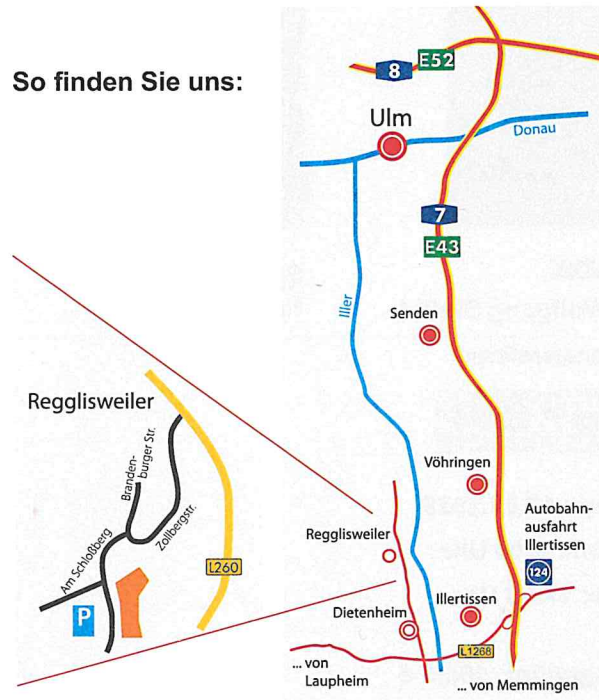 So finden Sie uns:
8
E52
Ulm
Donau
7
E43
Iller
Senden
Vöhringen
Autobahn-
ausfahrt
Illertissen
124
Regglisweiler
Dietenheim
Illertissen
L1268
... von
Laupheim
... von Memmingen
Regglisweiler
Branden-
burger Str.
Zollbergstr.
Am Schloßberg
L260
P